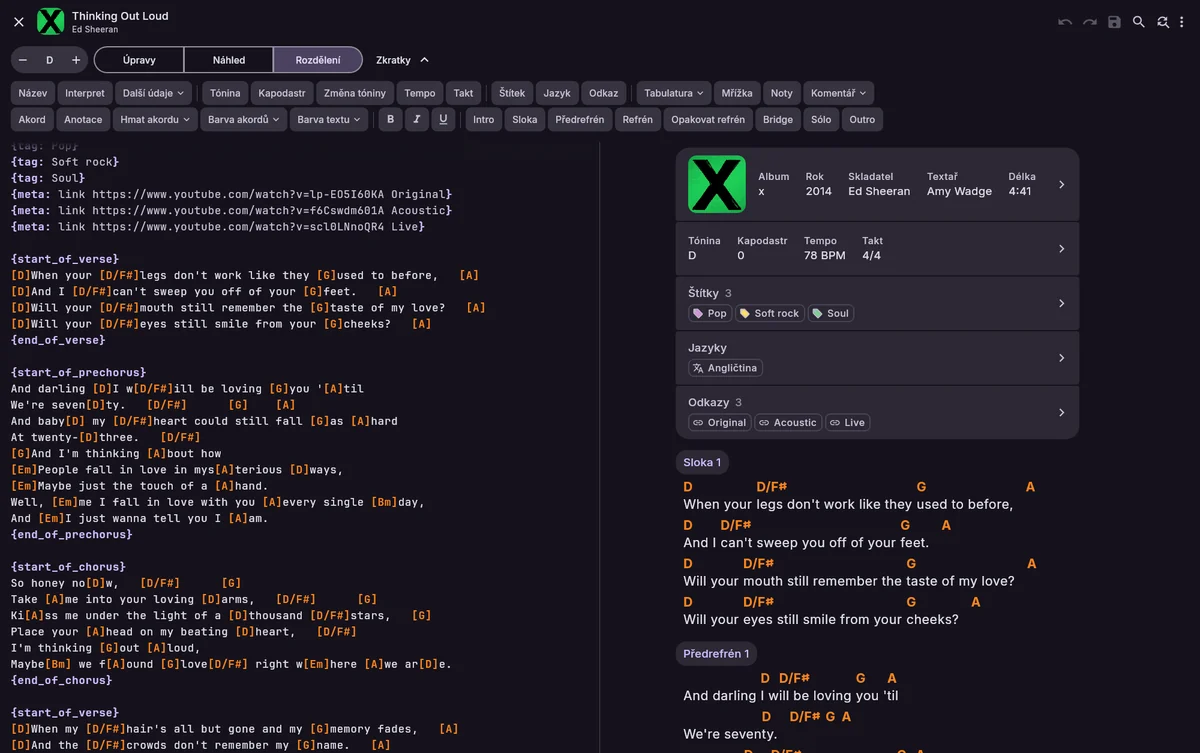 Thinking Out Loud
Ed Sheeran
− D +
Úpravy Náhled Rozdělení Zkratky
Název Interpret Další údaje Tónina Kapodastr Změna tóniny Tempo Takt Štítek Jazyk Odkaz Tabulatura Mřížka Noty Komentář
Akord Anotace Hmat akordu Barva akordů Barva textu B I U Intro Sloka Předrefrén Refrén Opakovat refrén Bridge Sólo Outro
{tag: Pop}
{tag: Soft rock}
{tag: Soul}
{meta: link https://www.youtube.com/watch?v=lp-EO5I60KA Original}
{meta: link https://www.youtube.com/watch?v=f6Cswdm601A Acoustic}
{meta: link https://www.youtube.com/watch?v=scl0LNnoQR4 Live}
{start_of_verse}
[D]When your [D/F#]legs don't work like they [G]used to before, [A]
[D]And I [D/F#]can't sweep you off of your [G]feet. [A]
[D]Will your [D/F#]mouth still remember the [G]taste of my love? [A]
[D]Will your [D/F#]eyes still smile from your [G]cheeks? [A]
{end_of_verse}
{start_of_prechorus}
And darling [D]I w[D/F#]ill be loving [G]you '[A]til
We're seven[D]ty. [D/F#] [G] [A]
And baby[D] my [D/F#]heart could still fall [G]as [A]hard
At twenty-[D]three. [D/F#]
[G]And I'm thinking [A]bout how
[Em]People fall in love in mys[A]terious [D]ways,
[Em]Maybe just the touch of a [A]hand.
Well, [Em]me I fall in love with you [A]every single [Bm]day,
And [Em]I just wanna tell you I [A]am.
{end_of_prechorus}
{start_of_chorus}
So honey no[D]w, [D/F#] [G]
Take [A]me into your loving [D]arms, [D/F#] [G]
Ki[A]ss me under the light of a [D]thousand [D/F#]stars, [G]
Place your [A]head on my beating [D]heart, [D/F#]
I'm thinking [G]out [A]loud,
Maybe[Bm] we f[A]ound [G]love[D/F#] right w[Em]here [A]we ar[D]e.
{end_of_chorus}
{start_of_verse}
[D]When my [D/F#]hair's all but gone and my [G]memory fades, [A]
[D]And the [D/F#]crowds don't remember my [G]name. [A]
Album Rok Skladatel Textař Délka
x 2014 Ed Sheeran Amy Wadge 4:41
Tónina Kapodastr Tempo Takt
D 0 78 BPM 4/4
Štítky 3
Pop Soft rock Soul
Jazyky
Angličtina
Odkazy 3
Original Acoustic Live
Sloka 1
D D/F# G A
When your legs don't work like they used to before,
D D/F# G A
And I can't sweep you off of your feet.
D D/F# G A
Will your mouth still remember the taste of my love?
D D/F# G A
Will your eyes still smile from your cheeks?
Předrefrén 1
D D/F# G A
And darling I will be loving you 'til
D D/F# G A
We're seventy.
D D/F# G A